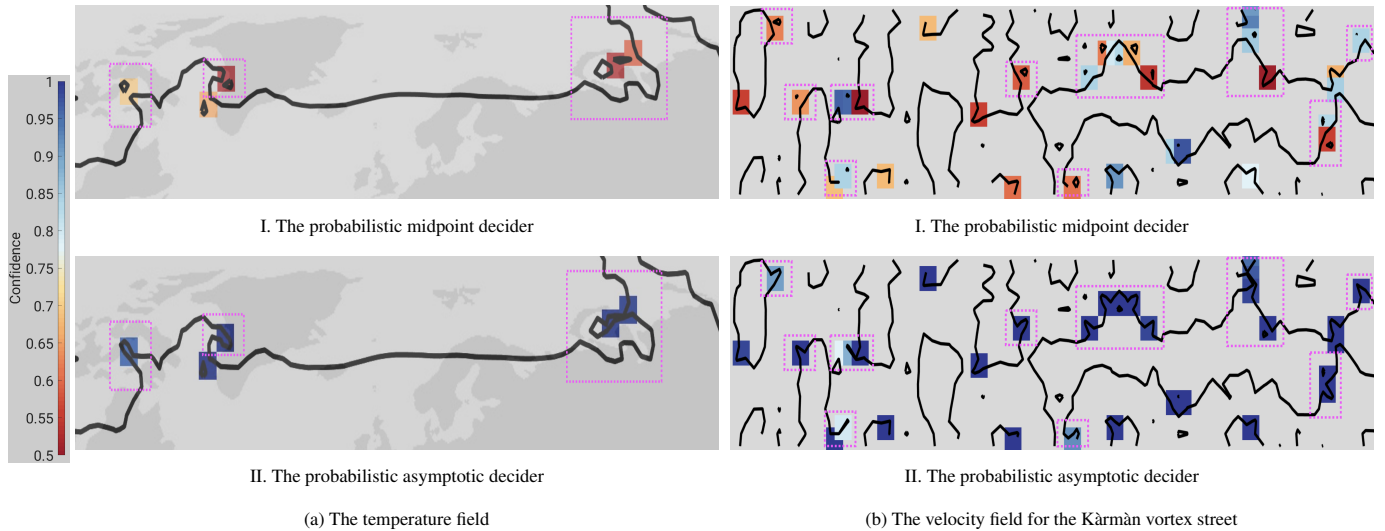 Confidence
1
0.95
0.9
0.85
0.8
0.75
0.7
0.65
0.6
0.55
0.5
I. The probabilistic midpoint decider
I. The probabilistic midpoint decider
II. The probabilistic asymptotic decider
II. The probabilistic asymptotic decider
(a) The temperature field
(b) The velocity field for the Kàrmàn vortex street